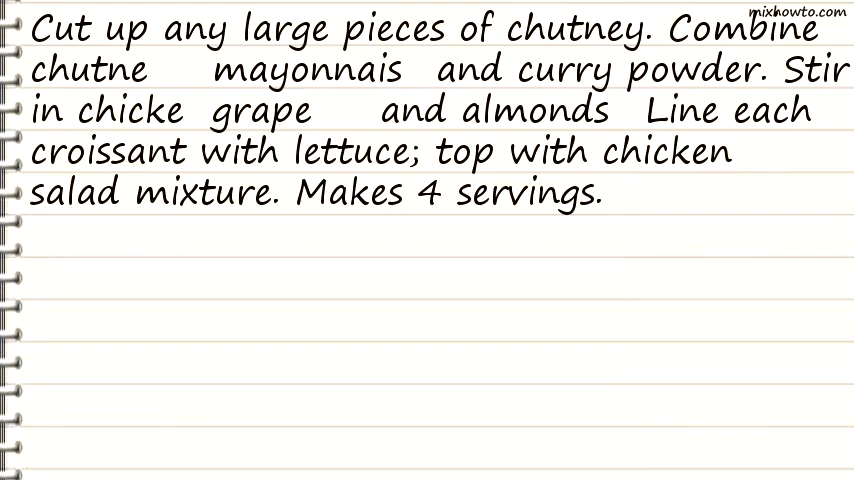 mixhowto.com
Cut up any large pieces of chutney. Combine
chutne mayonnais and curry powder. Stir
in chicke grape and almonds Line each
croissant with lettuce; top with chicken
salad mixture. Makes 4 servings.